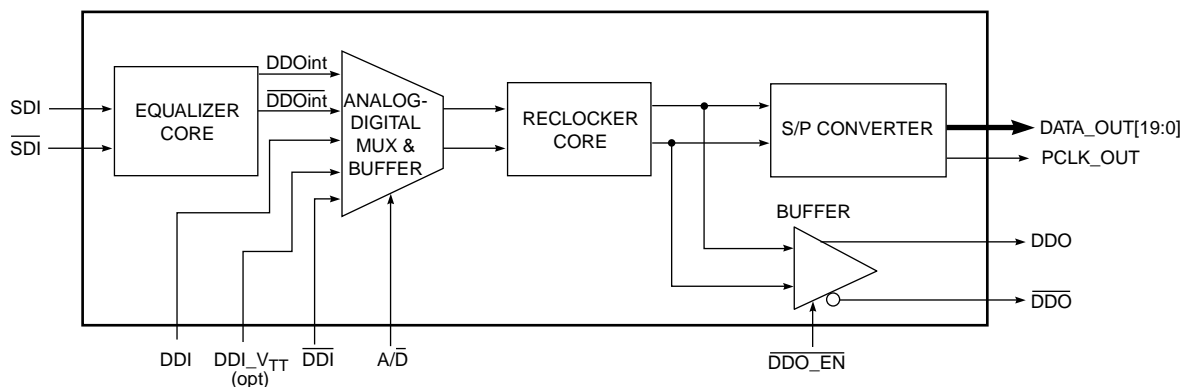 DDOint
DDOint
EQUALIZER
CORE
ANALOG-
DIGITAL
MUX &
BUFFER
RECLOCKER
CORE
S/P CONVERTER
SDI
SDI
DATA_OUT[19:0]
PCLK_OUT
BUFFER
DDO
DDO
DDI
DDI_VTT
(opt)
DDI
A/D
DDO_EN